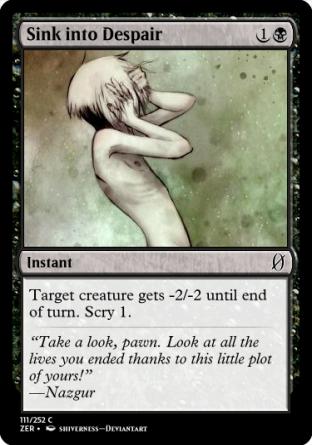 Sink into Despair 1
Instant
Target creature gets -2/-2 until end
of turn. Scry 1.
“Take a look, pawn. Look at all the
lives you ended thanks to this little plot
of yours!”
—Nazgur
111/252 C
ZER • SHIVERNESS—DEVIANTART